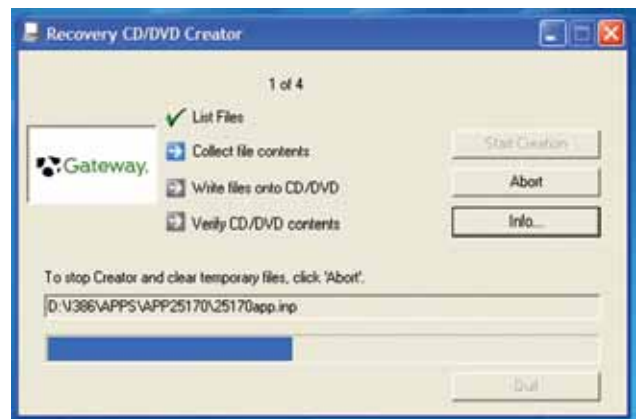 Recovery CD/DVD Creator
1 of 4
List Files
Collect file contents
Write files onto CD/DVD
Verify CD/DVD contents
Gateway.
Start Creation
Abort
Info...
To stop Creator and clear temporary files, click 'Abort'.
D:\I386\APPS\APP25170\25170app.inp
Quit